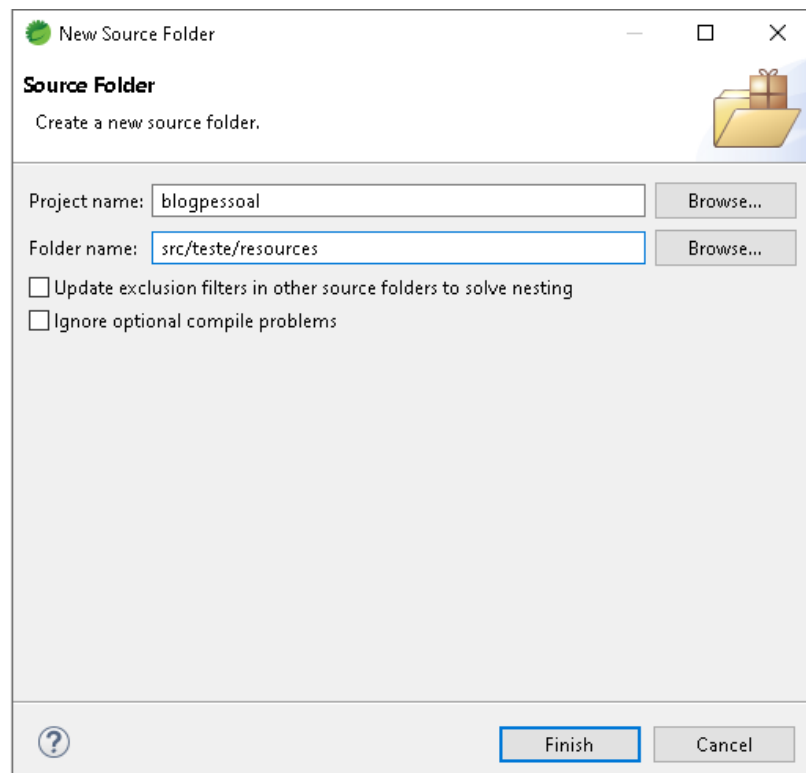 New Source Folder
Source Folder
Create a new source folder.
Project name: blogpessoal Browse...
Folder name: src/teste/resources Browse...
Update exclusion filters in other source folders to solve nesting
Ignore optional compile problems
? Finish Cancel